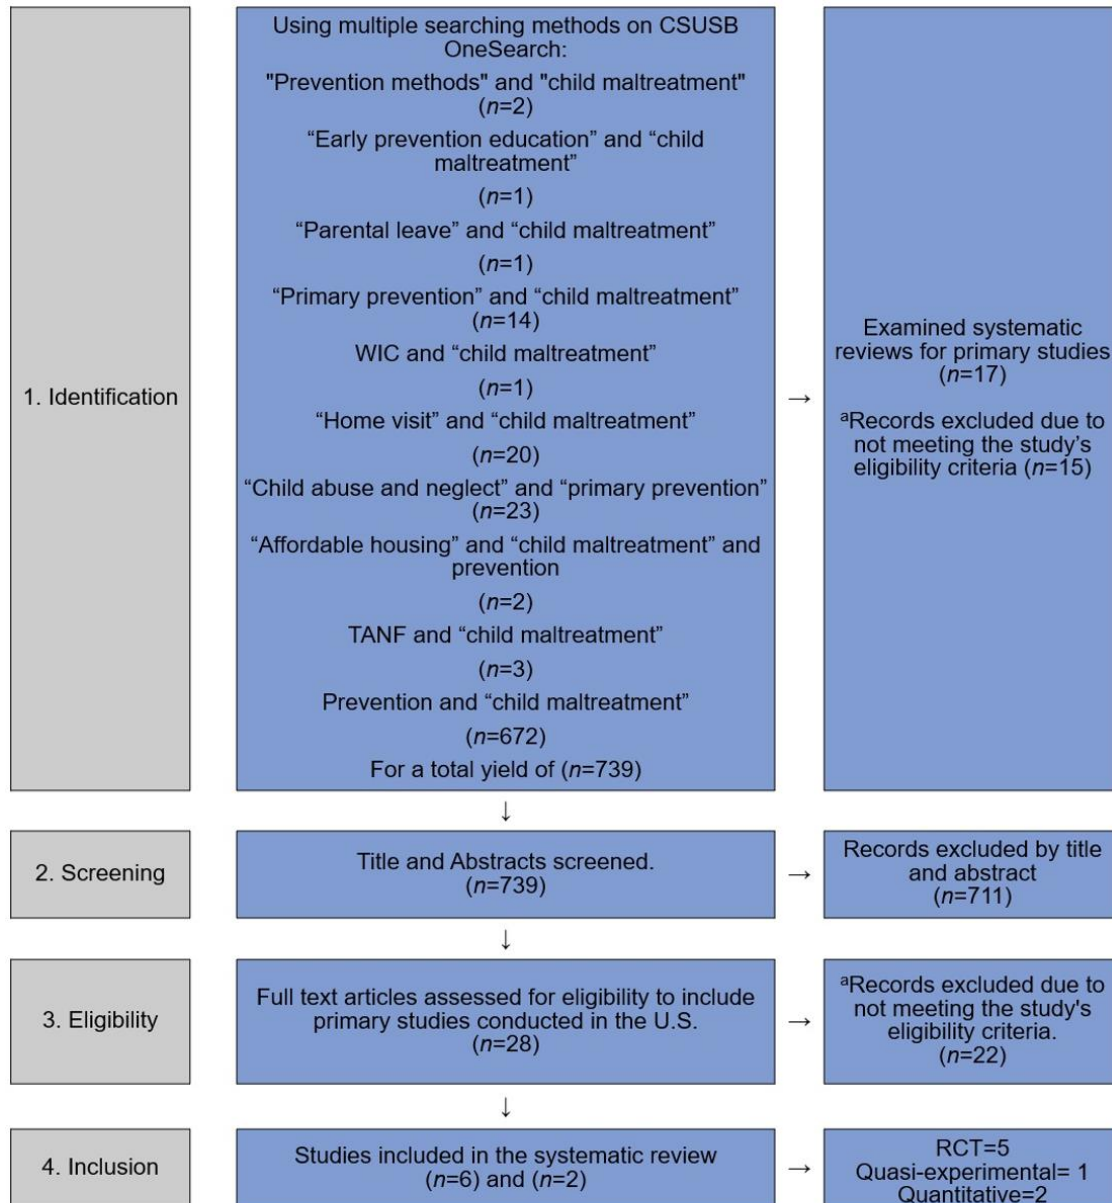 1. Identification
Using multiple searching methods on CSUSB
OneSearch:
"Prevention methods" and "child maltreatment"
(n=2)
“Early prevention education” and “child
maltreatment”
(n=1)
“Parental leave” and “child maltreatment”
(n=1)
“Primary prevention” and “child maltreatment”
(n=14)
WIC and “child maltreatment”
(n=1)
“Home visit” and “child maltreatment”
(n=20)
“Child abuse and neglect” and “primary prevention”
(n=23)
“Affordable housing” and “child maltreatment” and
prevention
(n=2)
TANF and “child maltreatment”
(n=3)
Prevention and “child maltreatment”
(n=672)
For a total yield of (n=739)
→
Examined systematic
reviews for primary studies
(n=17)
ᵃRecords excluded due to
not meeting the study’s
eligibility criteria (n=15)
↓
2. Screening
Title and Abstracts screened.
(n=739)
→
Records excluded by title
and abstract
(n=711)
↓
3. Eligibility
Full text articles assessed for eligibility to include
primary studies conducted in the U.S.
(n=28)
→
ᵃRecords excluded due to
not meeting the study's
eligibility criteria.
(n=22)
↓
4. Inclusion
Studies included in the systematic review
(n=6) and (n=2)
→
RCT=5
Quasi-experimental= 1
Quantitative=2